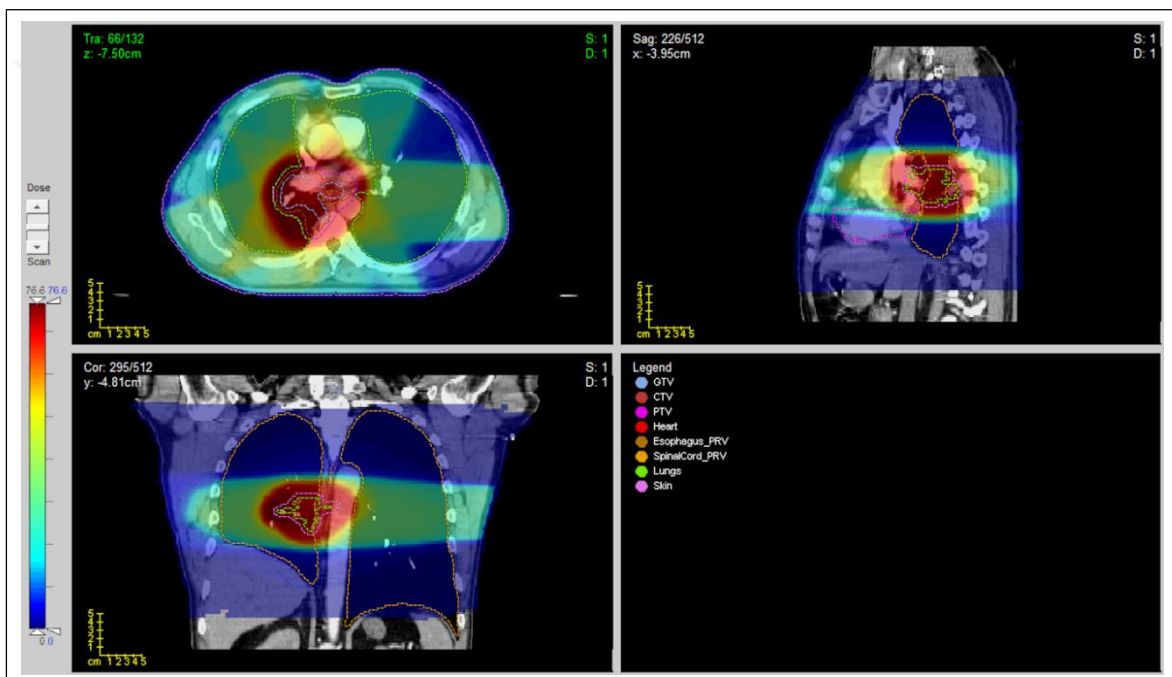 Tra: 66/132
z: -7.50cm
S: 1
D: 1
Sag: 226/512
x: -3.95cm
S: 1
D: 1
Dose
Scan
76.6 76.6
0 0
5
4
3
2
1
cm 1 2 3 4 5
5
4
3
2
1
cm 1 2 3 4 5
Cor: 295/512
y: -4.81cm
S: 1
D: 1
5
4
3
2
1
cm 1 2 3 4 5
Legend
GTV
CTV
PTV
Heart
Esophagus_PRV
SpinalCord_PRV
Lungs
Skin